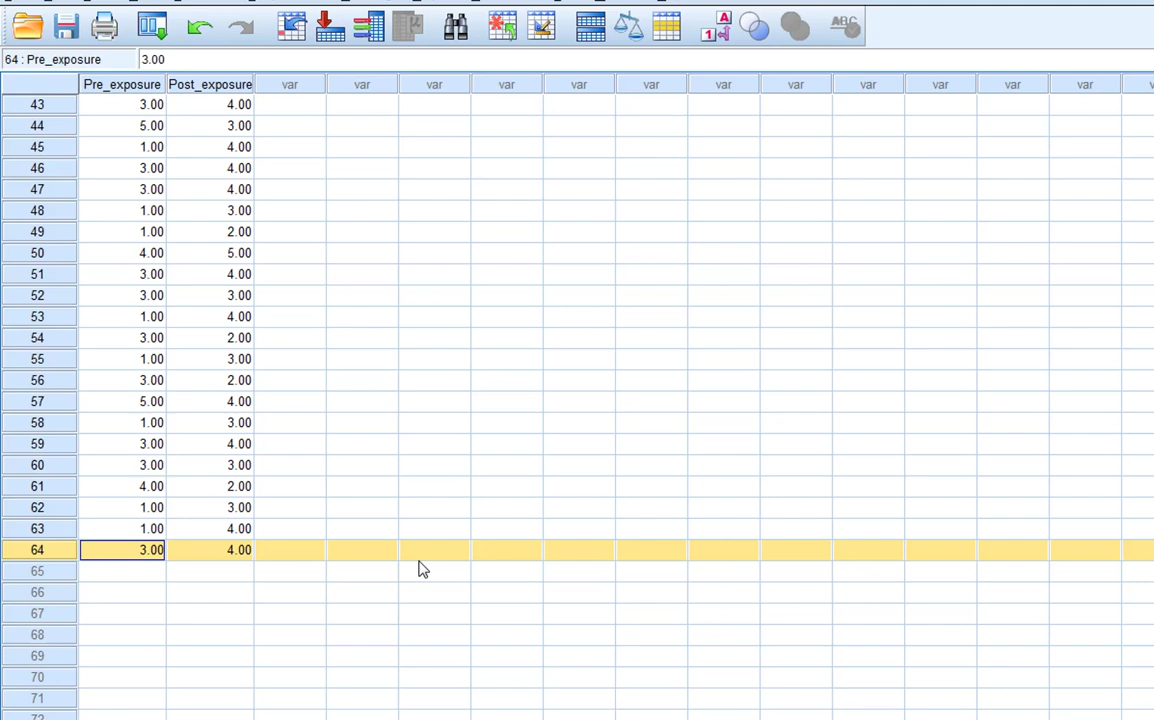 A
1
ABC
64 : Pre_exposure 3.00
Pre_exposure Post_exposure var var var var var var var var var var var var
43 3.00 4.00
44 5.00 3.00
45 1.00 4.00
46 3.00 4.00
47 3.00 4.00
48 1.00 3.00
49 1.00 2.00
50 4.00 5.00
51 3.00 4.00
52 3.00 3.00
53 1.00 4.00
54 3.00 2.00
55 1.00 3.00
56 3.00 2.00
57 5.00 4.00
58 1.00 3.00
59 3.00 4.00
60 3.00 3.00
61 4.00 2.00
62 1.00 3.00
63 1.00 4.00
64 3.00 4.00
65
66
67
68
69
70
71
72